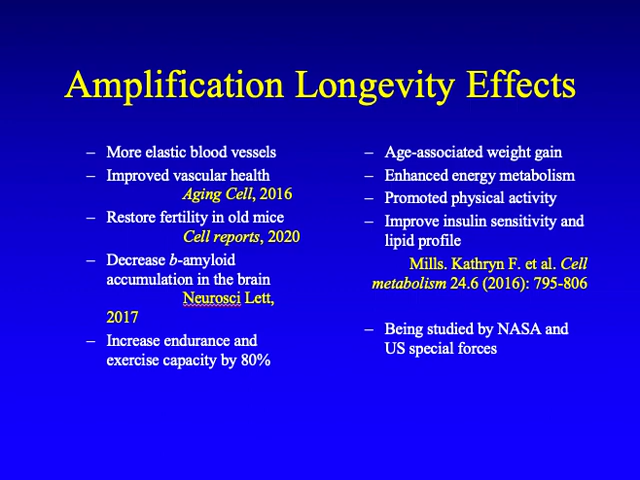 Amplification Longevity Effects
– More elastic blood vessels
– Improved vascular health
Aging Cell, 2016
– Restore fertility in old mice
Cell reports, 2020
– Decrease b-amyloid
accumulation in the brain
Neurosci Lett,
2017
– Increase endurance and
exercise capacity by 80%
– Age-associated weight gain
– Enhanced energy metabolism
– Promoted physical activity
– Improve insulin sensitivity and
lipid profile
Mills. Kathryn F. et al. Cell
metabolism 24.6 (2016): 795-806
– Being studied by NASA and
US special forces